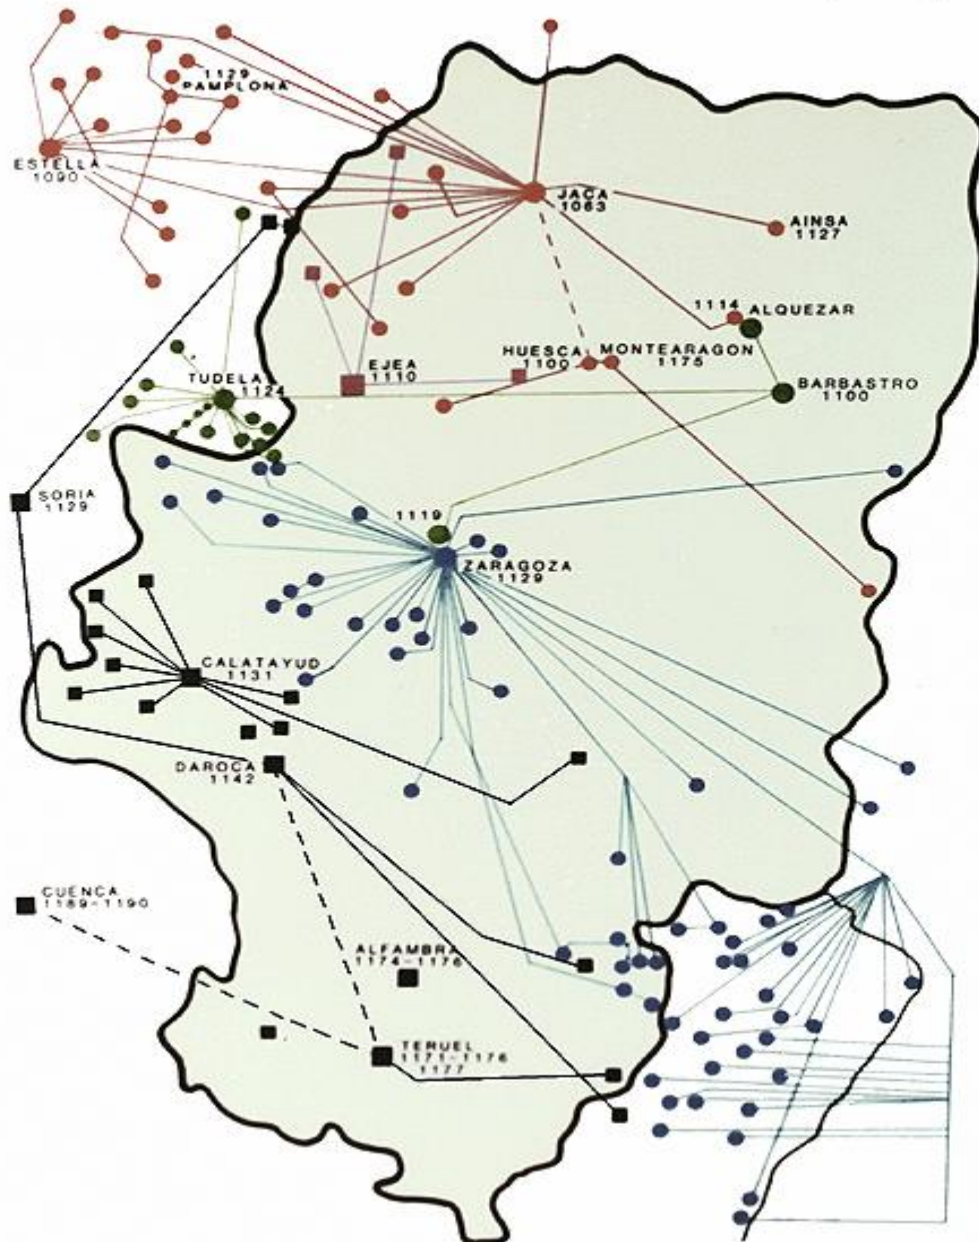 1129
PAMPLONA
ESTELLA
1090
JACA
1063
AINSA
1127
1114
ALQUEZAR
HUESCA
1100
MONTEARAGON
1175
EJEA
1110
TUDELA
1124
BARBASTRO
1100
SORIA
1129
1119
ZARAGOZA
1129
CALATAYUD
1131
DAROCA
1142
CUENCA
1189-1190
ALFAMBRA
1174-1176
TERUEL
1171-1176
1177